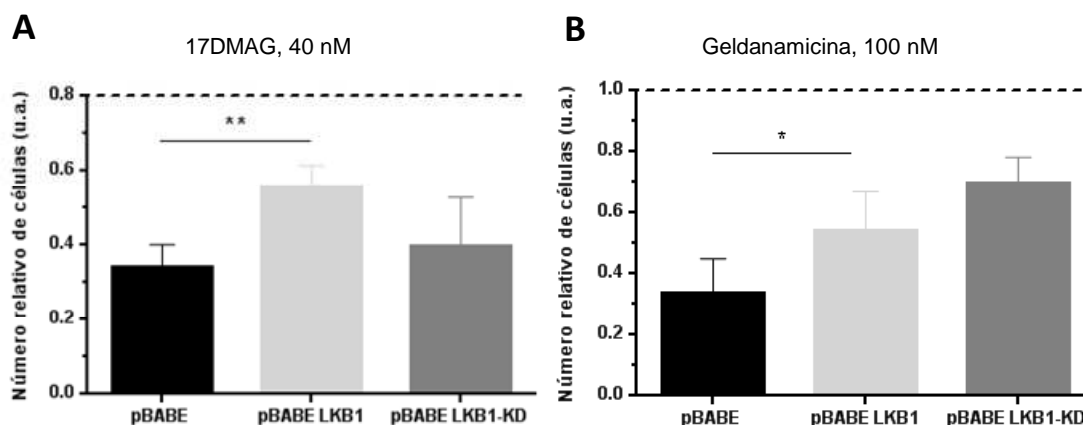 A
17DMAG, 40 nM
Número relativo de células (u.a.)
0.8
0.6
0.4
0.2
0.0
**
pBABE
pBABE LKB1
pBABE LKB1-KD
B
Geldanamicina, 100 nM
Número relativo de células (u.a.)
1.0
0.8
0.6
0.4
0.2
0.0
*
pBABE
pBABE LKB1
pBABE LKB1-KD